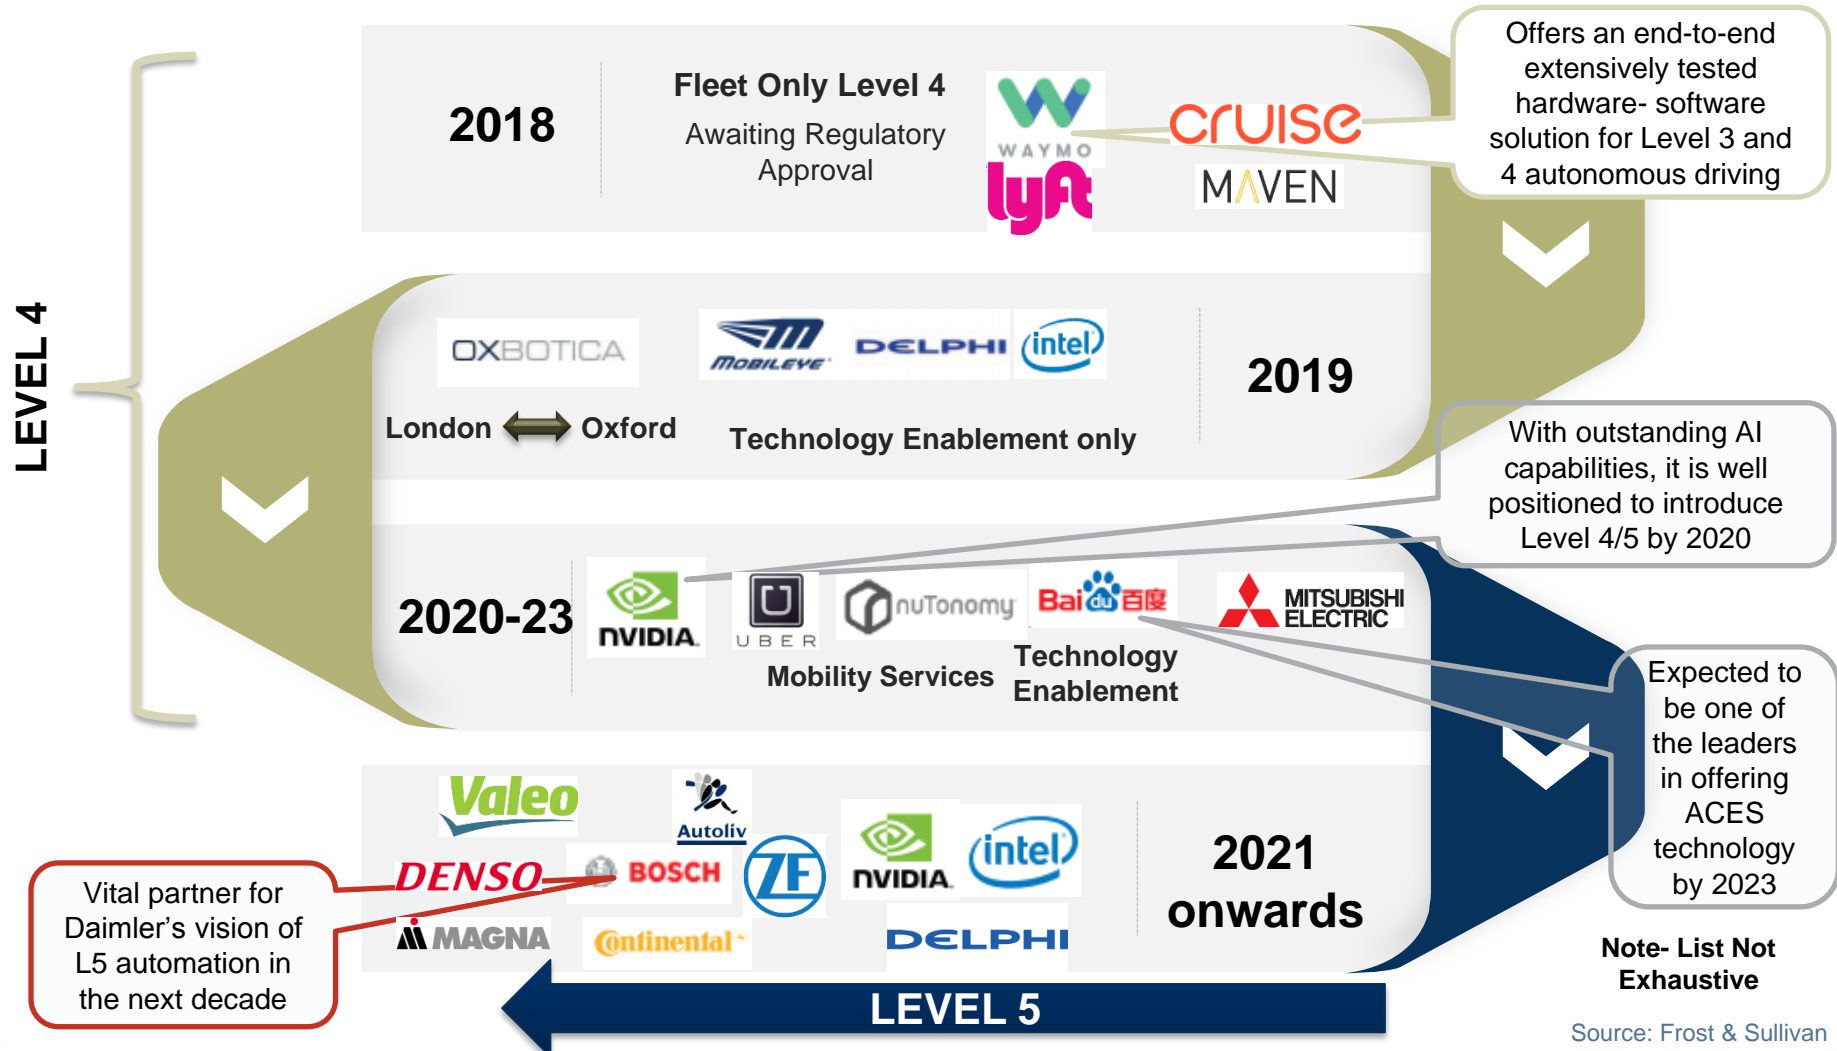 LEVEL 4
2018
Fleet Only Level 4
Awaiting Regulatory
Approval
WAYMO
lyft
cruise
MAVEN
Offers an end-to-end
extensively tested
hardware- software
solution for Level 3 and
4 autonomous driving
OXBOTICA
MOBILEYE
DELPHI
intel
London
Oxford
Technology Enablement only
2019
With outstanding AI
capabilities, it is well
positioned to introduce
Level 4/5 by 2020
2020-23
NVIDIA.
UBER
nuTonomy
Mobility Services
Bai du 百度
Technology
Enablement
MITSUBISHI
ELECTRIC
Expected to
be one of
the leaders
in offering
ACES
technology
by 2023
Valeo
Autoliv
DENSO
BOSCH
ZF
NVIDIA.
intel
MAGNA
Continental
DELPHI
2021
onwards
Vital partner for
Daimler’s vision of
L5 automation in
the next decade
LEVEL 5
Note- List Not
Exhaustive
Source: Frost & Sullivan